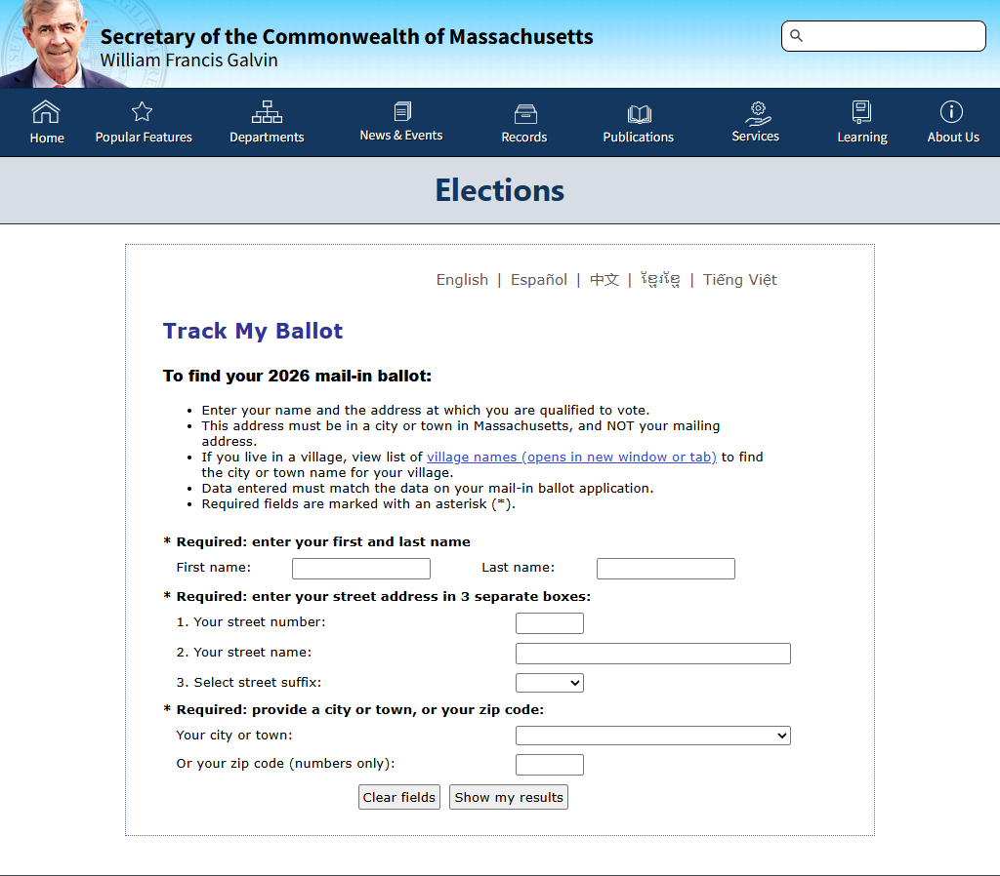 Secretary of the Commonwealth of Massachusetts
William Francis Galvin
Home
Popular Features
Departments
News & Events
Records
Publications
Services
Learning
About Us
Elections
English | Español | 中文 | ខ្មែរខ្មែ | Tiếng Việt
Track My Ballot
To find your 2026 mail-in ballot:
• Enter your name and the address at which you are qualified to vote.
• This address must be in a city or town in Massachusetts, and NOT your mailing
address.
• If you live in a village, view list of village names (opens in new window or tab) to find
the city or town name for your village.
• Data entered must match the data on your mail-in ballot application.
• Required fields are marked with an asterisk (*).
* Required: enter your first and last name
First name: Last name:
* Required: enter your street address in 3 separate boxes:
1. Your street number:
2. Your street name:
3. Select street suffix:
* Required: provide a city or town, or your zip code:
Your city or town:
Or your zip code (numbers only):
Clear fields Show my results